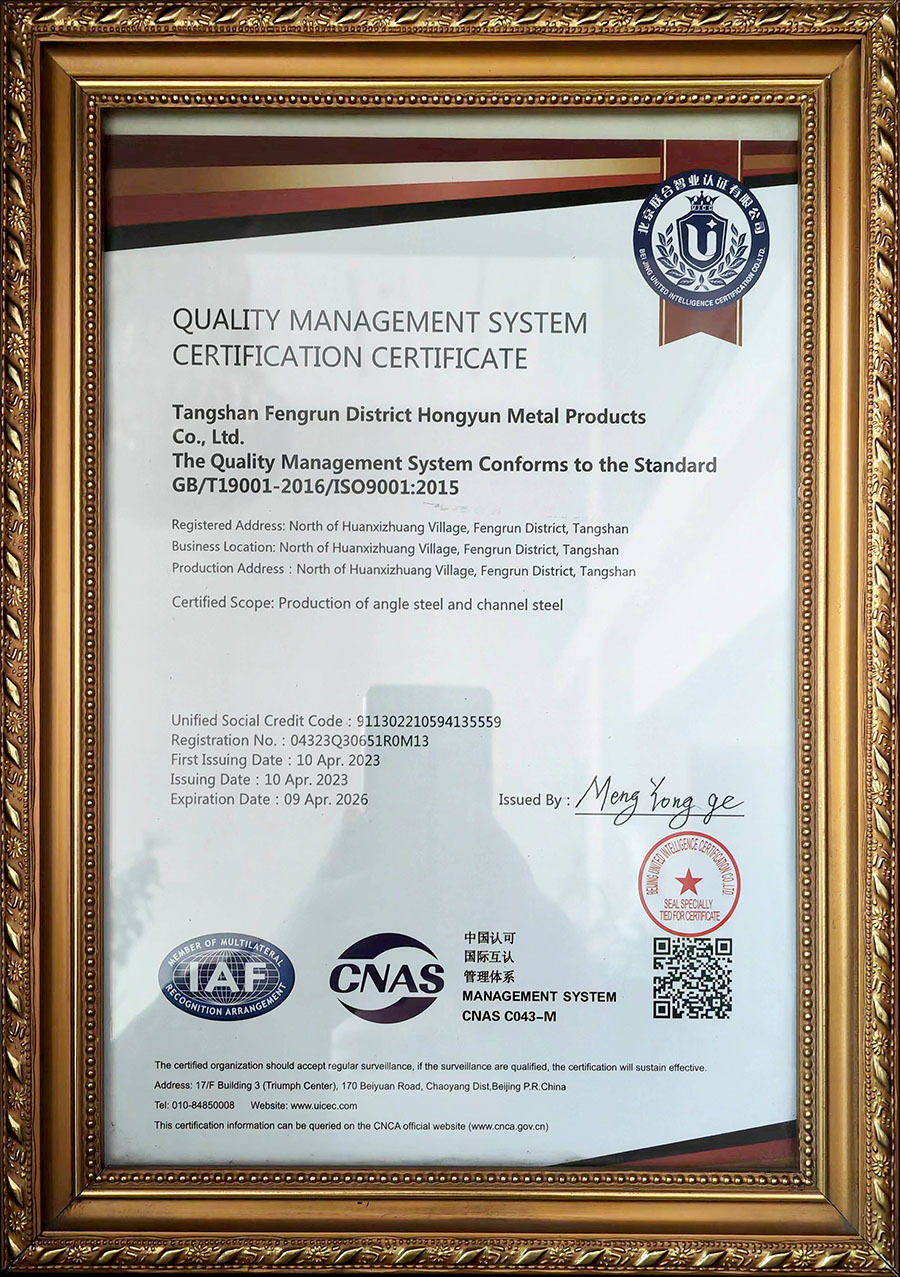 北京联合智业认证有限公司
UICC
U
BEIJING UNITED INTELLIGENCE CERTIFICATION CO.,LTD.
QUALITY MANAGEMENT SYSTEM
CERTIFICATION CERTIFICATE
Tangshan Fengrun District Hongyun Metal Products
Co., Ltd.
The Quality Management System Conforms to the Standard
GB/T19001-2016/ISO9001:2015
Registered Address: North of Huanxizhuang Village, Fengrun District, Tangshan
Business Location: North of Huanxizhuang Village, Fengrun District, Tangshan
Production Address : North of Huanxizhuang Village, Fengrun District, Tangshan
Certified Scope: Production of angle steel and channel steel
Unified Social Credit Code : 911302210594135559
Registration No. : 04323Q30651R0M13
First Issuing Date : 10 Apr. 2023
Issuing Date : 10 Apr. 2023
Expiration Date : 09 Apr. 2026
Issued By : Meng Yong ge
BEIJING UNITED INTELLIGENCE CERTIFICATION CO.,LTD
SEAL SPECIALLY
TIED FOR CERTIFICATE
MEMBER OF MULTILATERAL
IAF
RECOGNITION ARRANGEMENT
CNAS
中国认可
国际互认
管理体系
MANAGEMENT SYSTEM
CNAS C043-M
The certified organization should accept regular surveillance, if the surveillance are qualified, the certification will sustain effective.
Address: 17/F Building 3 (Triumph Center), 170 Beiyuan Road, Chaoyang Dist,Beijing P.R.China
Tel: 010-84850008 Website: www.uicec.com
This certification information can be queried on the CNCA official website (www.cnca.gov.cn)